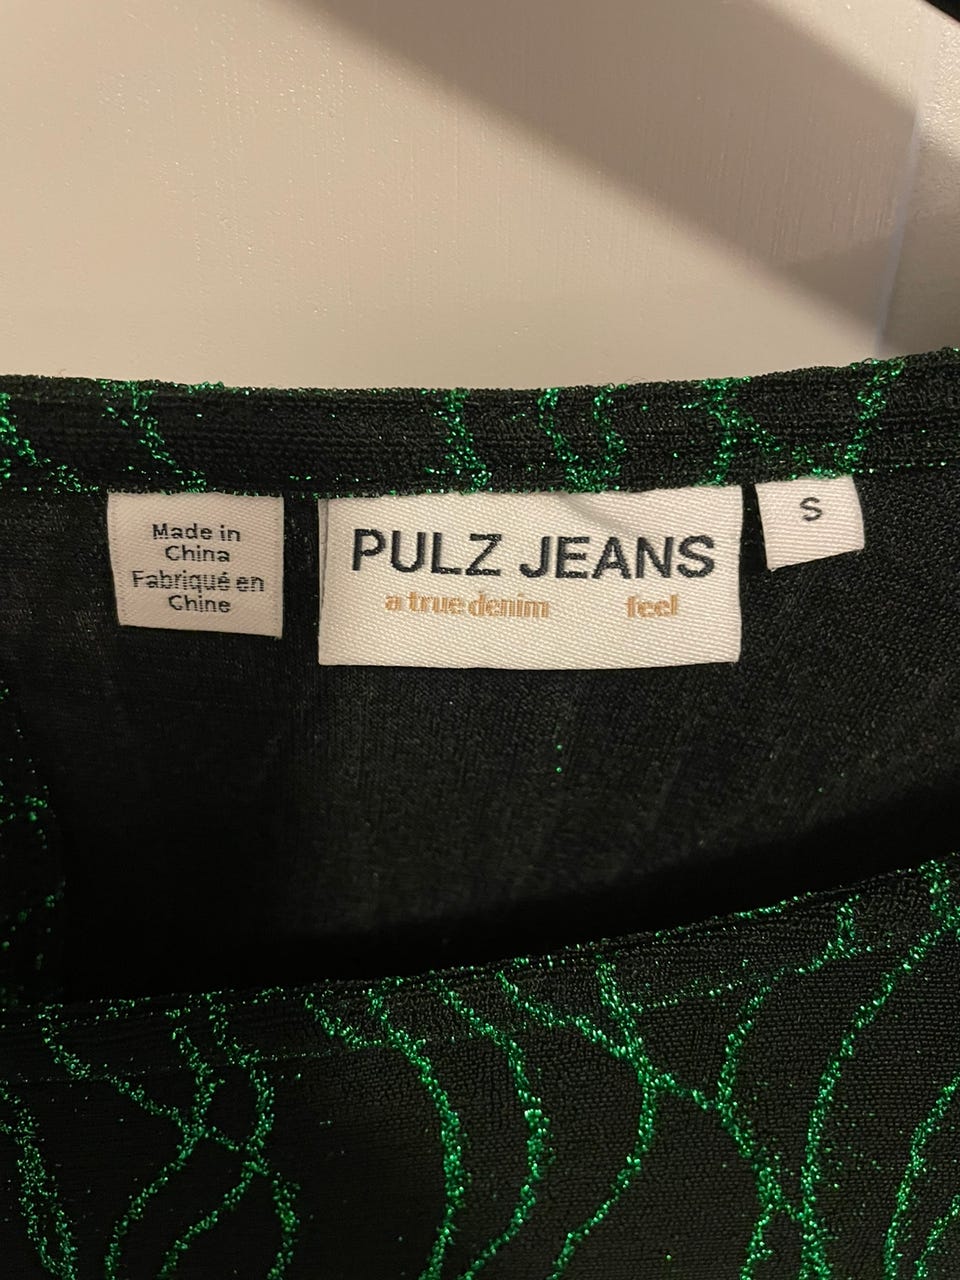 Made in
China
Fabriqué en
Chine
PULZ JEANS
a true denim feel
S